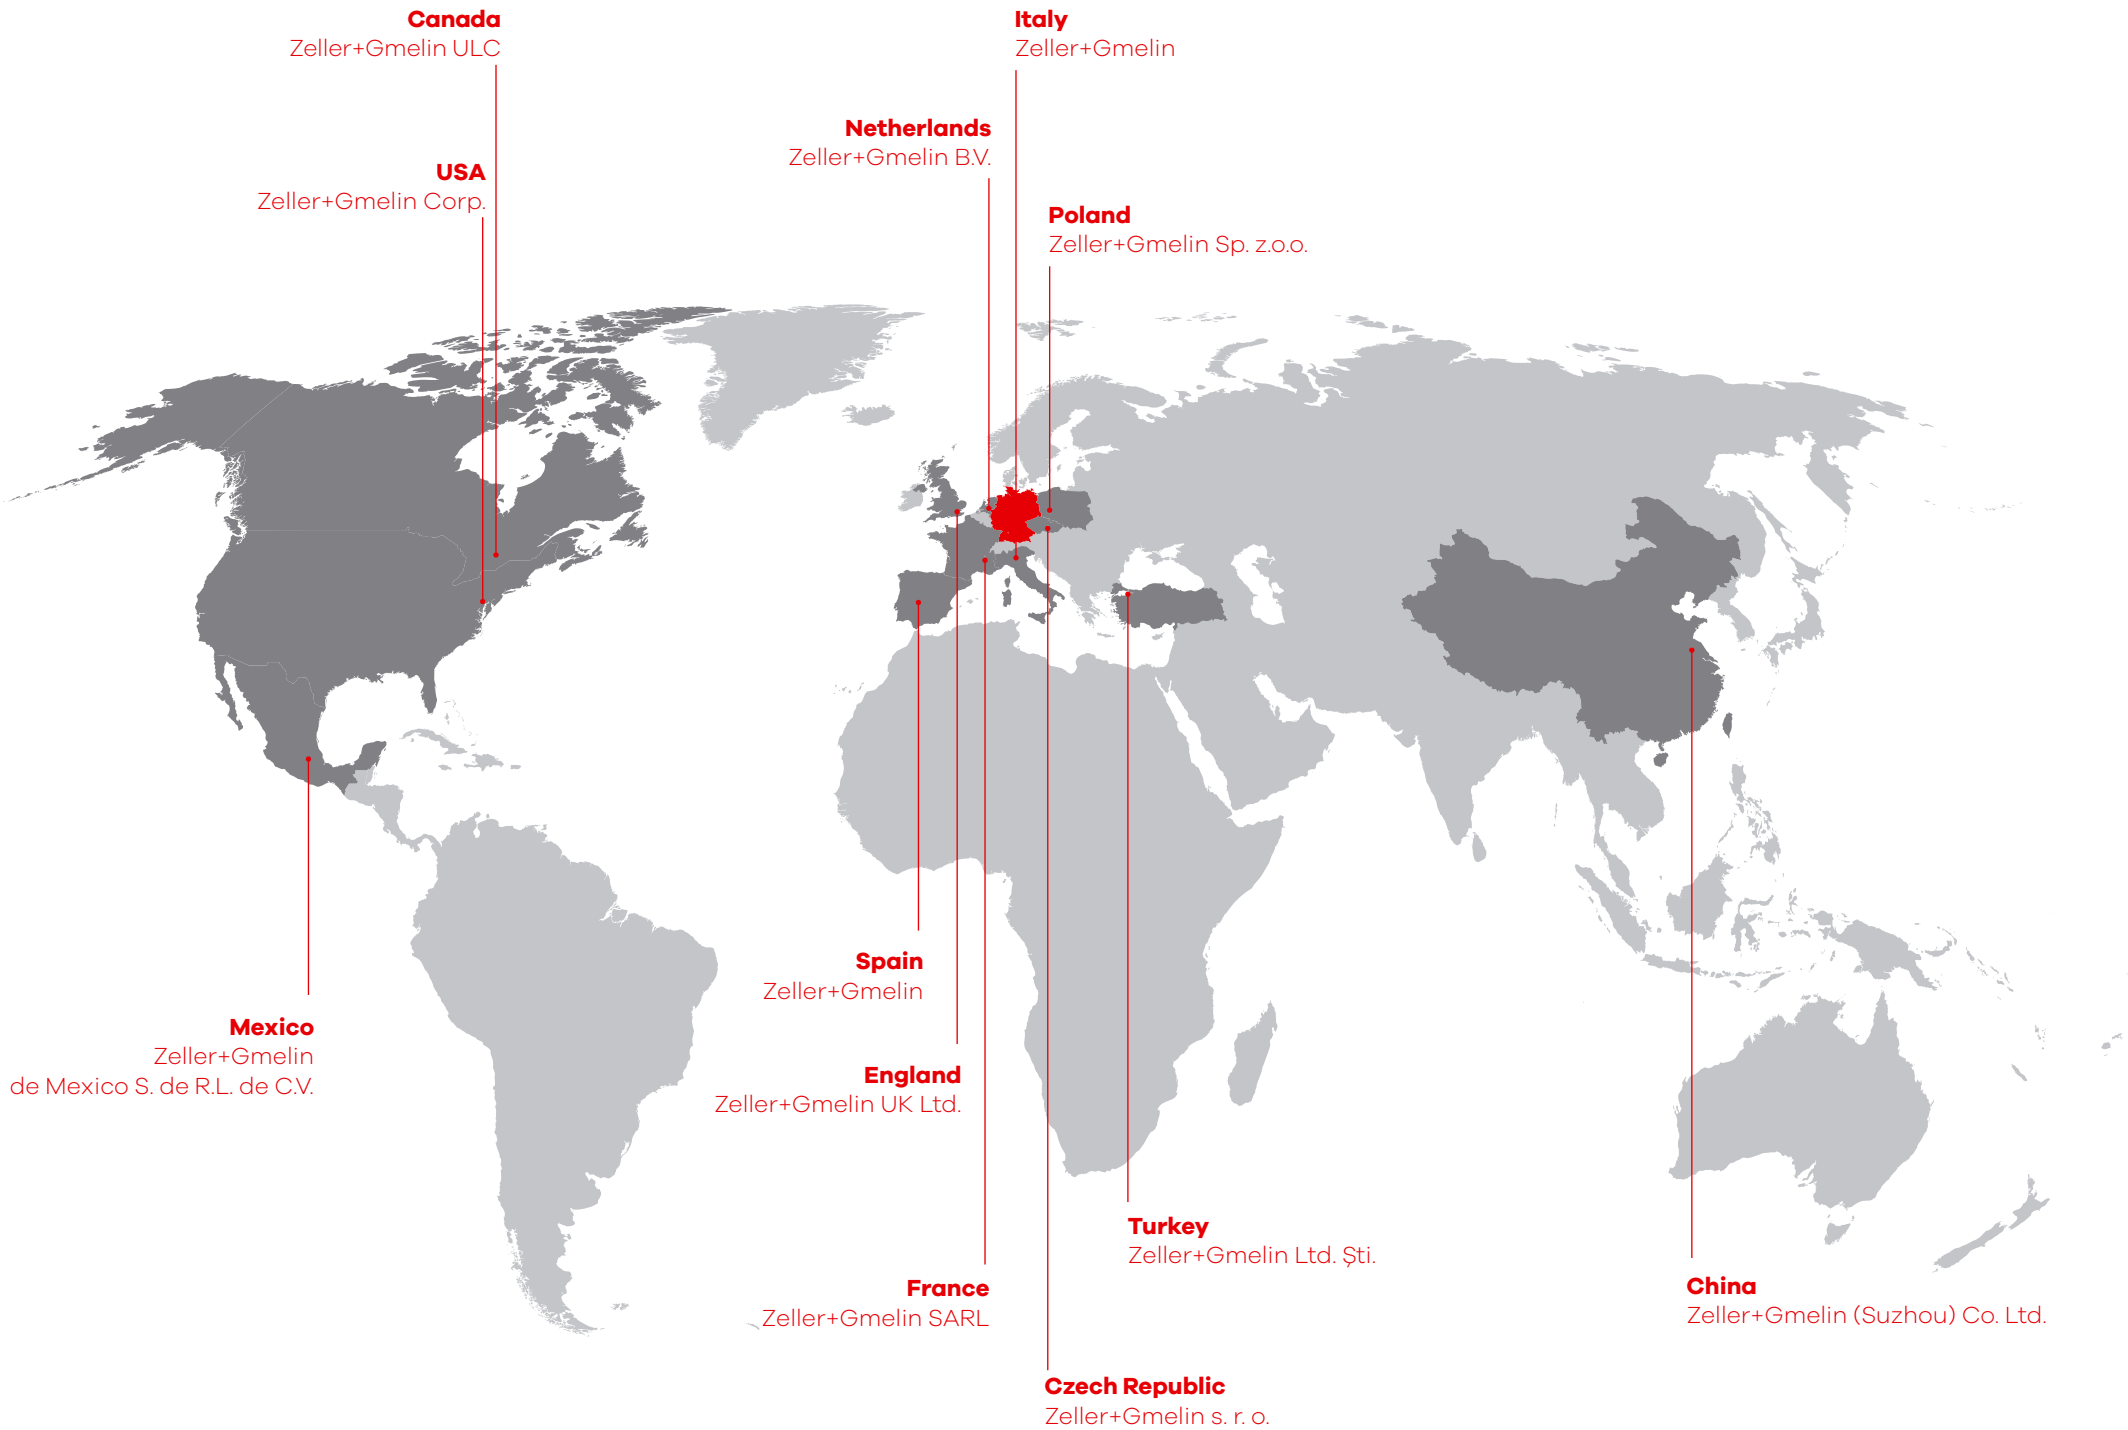 Canada
Zeller+Gmelin ULC
Italy
Zeller+Gmelin
Netherlands
Zeller+Gmelin B.V.
USA
Zeller+Gmelin Corp.
Poland
Zeller+Gmelin Sp. z.o.o.
Spain
Zeller+Gmelin
Mexico
Zeller+Gmelin
de Mexico S. de R.L. de C.V.
England
Zeller+Gmelin UK Ltd.
Turkey
Zeller+Gmelin Ltd. Şti.
France
Zeller+Gmelin SARL
China
Zeller+Gmelin (Suzhou) Co. Ltd.
Czech Republic
Zeller+Gmelin s. r. o.